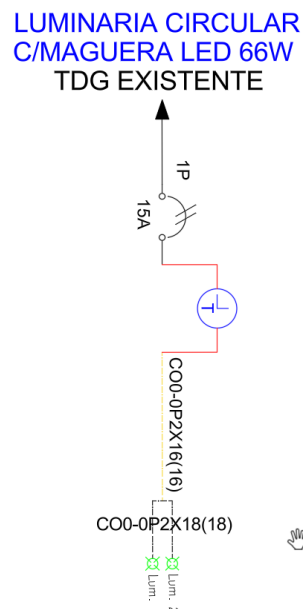 LUMINARIA CIRCULAR
C/MAGUERA LED 66W
TDG EXISTENTE
1P
15A
T
CO0-0P2X16(16)
CO0-0P2X18(18)
Lum.
Lum.